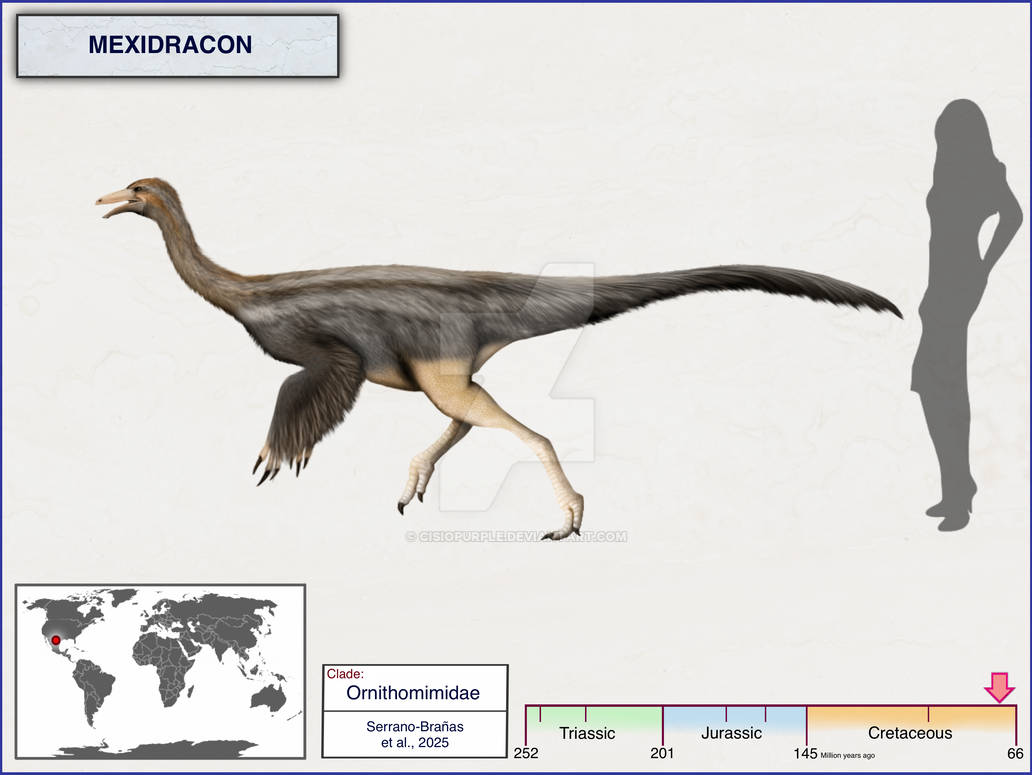 MEXIDRACON
© CISIOPURPLE.DEVIANTART.COM
Clade:
Ornithomimidae
Serrano-Brañas
et al., 2025
Triassic
Jurassic
Cretaceous
252
201
145
Million years ago
66